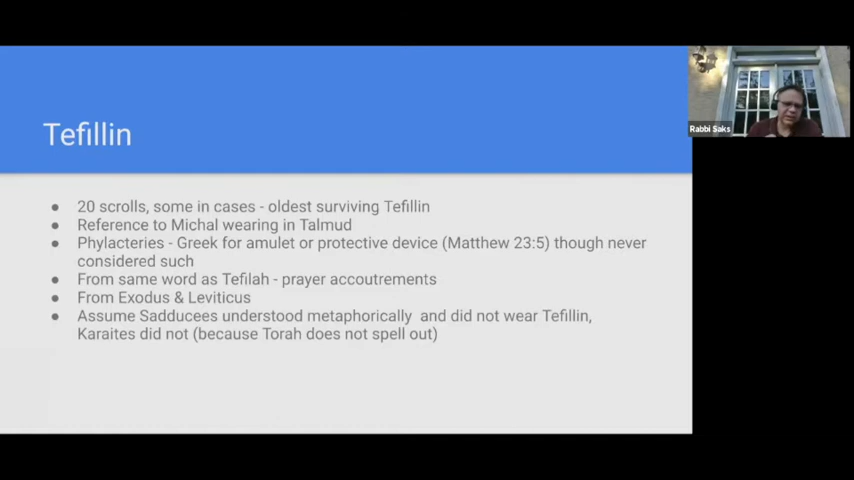 Tefillin
● 20 scrolls, some in cases - oldest surviving Tefillin
● Reference to Michal wearing in Talmud
● Phylacteries - Greek for amulet or protective device (Matthew 23:5) though never
considered such
● From same word as Tefilah - prayer accoutrements
● From Exodus & Leviticus
● Assume Sadducees understood metaphorically and did not wear Tefillin,
Karaites did not (because Torah does not spell out)
Rabbi Saks